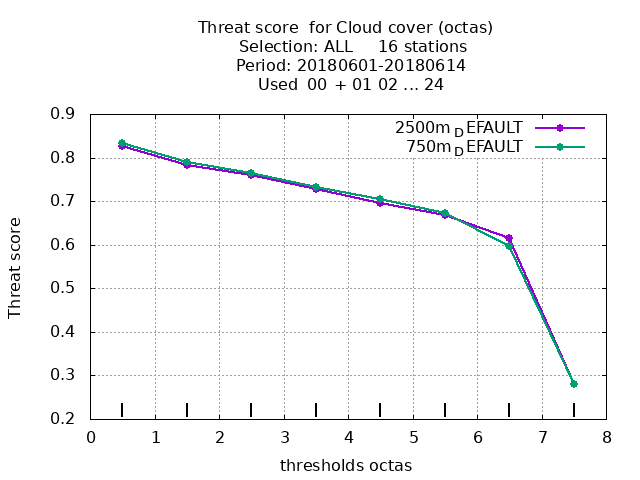 Threat score  for Cloud cover (octas)
Selection: ALL     16 stations
Period: 20180601-20180614
Used  00  + 01 02 ... 24
2500m_DEFAULT
750m_DEFAULT
Threat score
0.9
0.8
0.7
0.6
0.5
0.4
0.3
0.2
0 1 2 3 4 5 6 7 8
thresholds octas